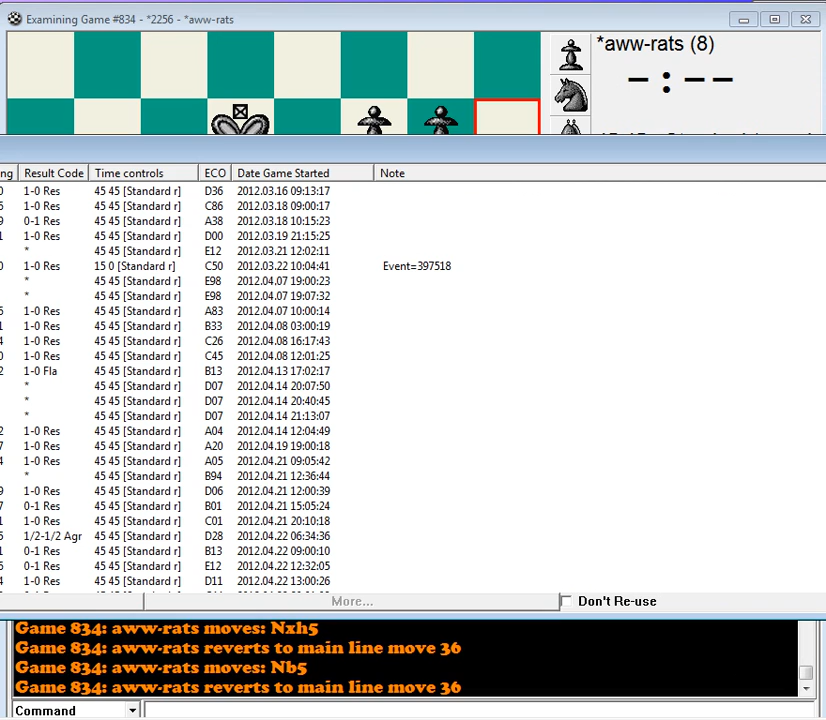 Examining Game #834 - *2256 - *aww-rats
*aww-rats (8)
- : - -
ng Result Code Time controls ECO Date Game Started Note
0 1-0 Res 45 45 [Standard r] D36 2012.03.16 09:13:17
1-0 Res 45 45 [Standard r] C86 2012.03.18 09:00:17
9 0-1 Res 45 45 [Standard r] A38 2012.03.18 10:15:23
1 1-0 Res 45 45 [Standard r] D00 2012.03.19 21:15:25
* 45 45 [Standard r] E12 2012.03.21 12:02:11
0 1-0 Res 15 0 [Standard r] C50 2012.03.22 10:04:41 Event=397518
* 45 45 [Standard r] E98 2012.04.07 19:00:23
* 45 45 [Standard r] E98 2012.04.07 19:07:32
1-0 Res 45 45 [Standard r] A83 2012.04.07 10:00:14
1 1-0 Res 45 45 [Standard r] B33 2012.04.08 03:00:19
4 1-0 Res 45 45 [Standard r] C26 2012.04.08 16:17:43
0 1-0 Res 45 45 [Standard r] C45 2012.04.08 12:01:25
2 1-0 Fla 45 45 [Standard r] B13 2012.04.13 17:02:17
* 45 45 [Standard r] D07 2012.04.14 20:07:50
* 45 45 [Standard r] D07 2012.04.14 20:40:45
* 45 45 [Standard r] D07 2012.04.14 21:13:07
2 1-0 Res 45 45 [Standard r] A04 2012.04.14 12:04:49
7 1-0 Res 45 45 [Standard r] A20 2012.04.19 19:00:18
4 1-0 Res 45 45 [Standard r] A05 2012.04.21 09:05:42
* 45 45 [Standard r] B94 2012.04.21 12:36:44
9 1-0 Res 45 45 [Standard r] D06 2012.04.21 12:00:39
7 0-1 Res 45 45 [Standard r] B01 2012.04.21 15:05:24
1 1-0 Res 45 45 [Standard r] C01 2012.04.21 20:10:18
1/2-1/2 Agr 45 45 [Standard r] D28 2012.04.22 06:34:36
1 0-1 Res 45 45 [Standard r] B13 2012.04.22 09:00:10
0-1 Res 45 45 [Standard r] E12 2012.04.22 12:32:05
4 1-0 Res 45 45 [Standard r] D11 2012.04.22 13:00:26
More... Don't Re-use
Game 834: aww-rats moves: Nxh5
Game 834: aww-rats reverts to main line move 36
Game 834: aww-rats moves: Nb5
Game 834: aww-rats reverts to main line move 36
Command